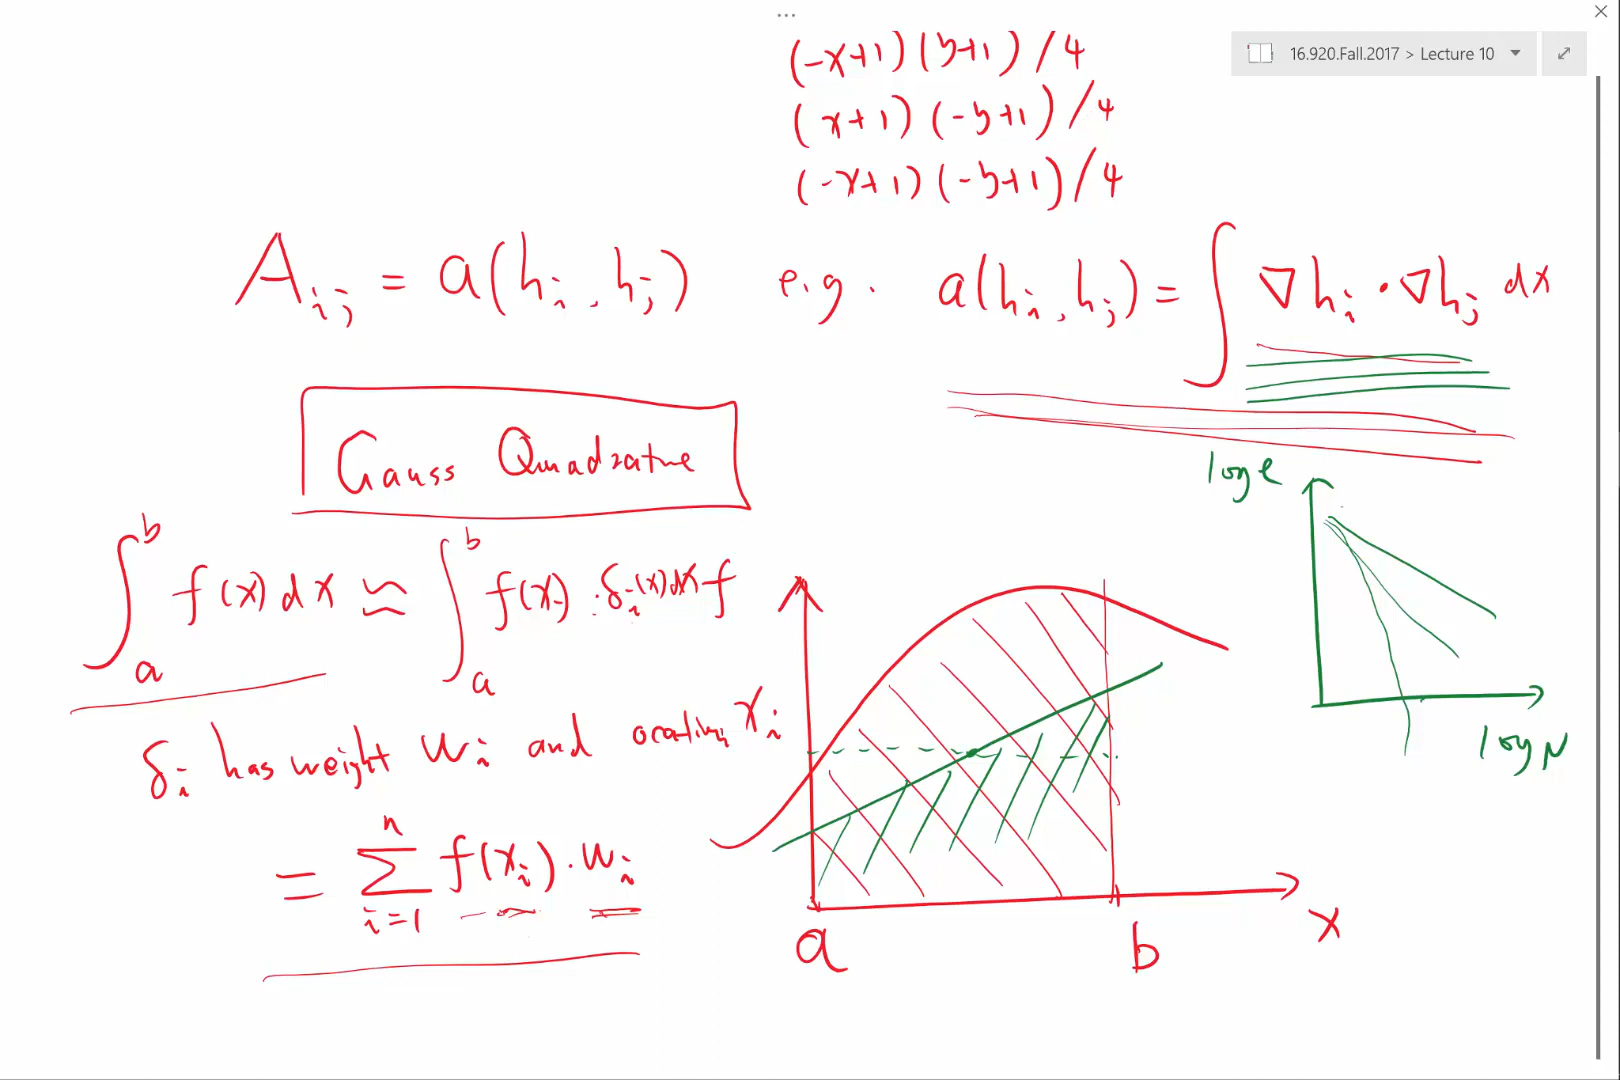 ...
16.920.Fall.2017 > Lecture 10
(-x+1)(y+1)/4
(x+1)(-y+1)/4
(-x+1)(-y+1)/4
A_ij = a(h_i, h_j) e.g. a(h_i, h_j) = ∫ ∇h_i · ∇h_j dx
Gauss Quadrature
∫_a^b f(x) dx ≈ ∫_a^b f(x) · δ_i(x) dx
δ_i has weight w_i and x_i
= Σ_{i=1}^n f(x_i) · w_i
f
a
b
x
log e
log N